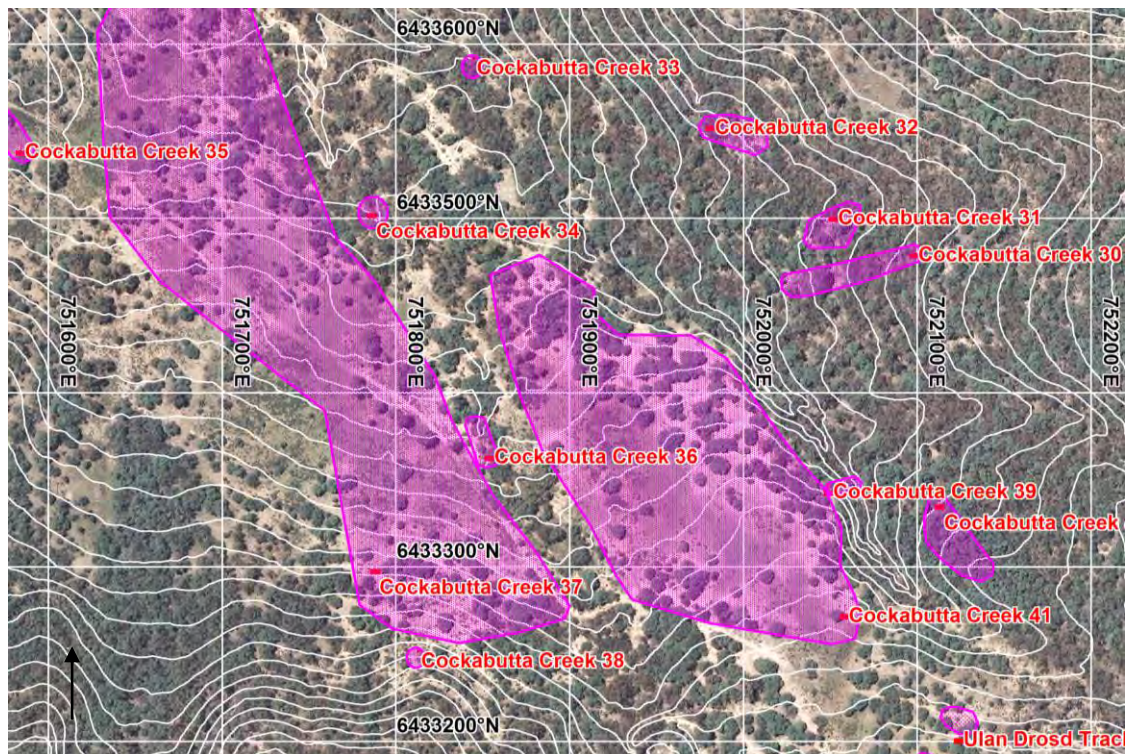 6433600°N
Cockabutta Creek 33
Cockabutta Creek 32
Cockabutta Creek 35
6433500°N
Cockabutta Creek 31
Cockabutta Creek 34
Cockabutta Creek 30
751600°E
751700°E
751800°E
751900°E
752000°E
752100°E
752200°E
Cockabutta Creek 36
Cockabutta Creek 39
Cockabutta Creek
6433300°N
Cockabutta Creek 37
Cockabutta Creek 41
Cockabutta Creek 38
6433200°N
Ulan Drosd Track